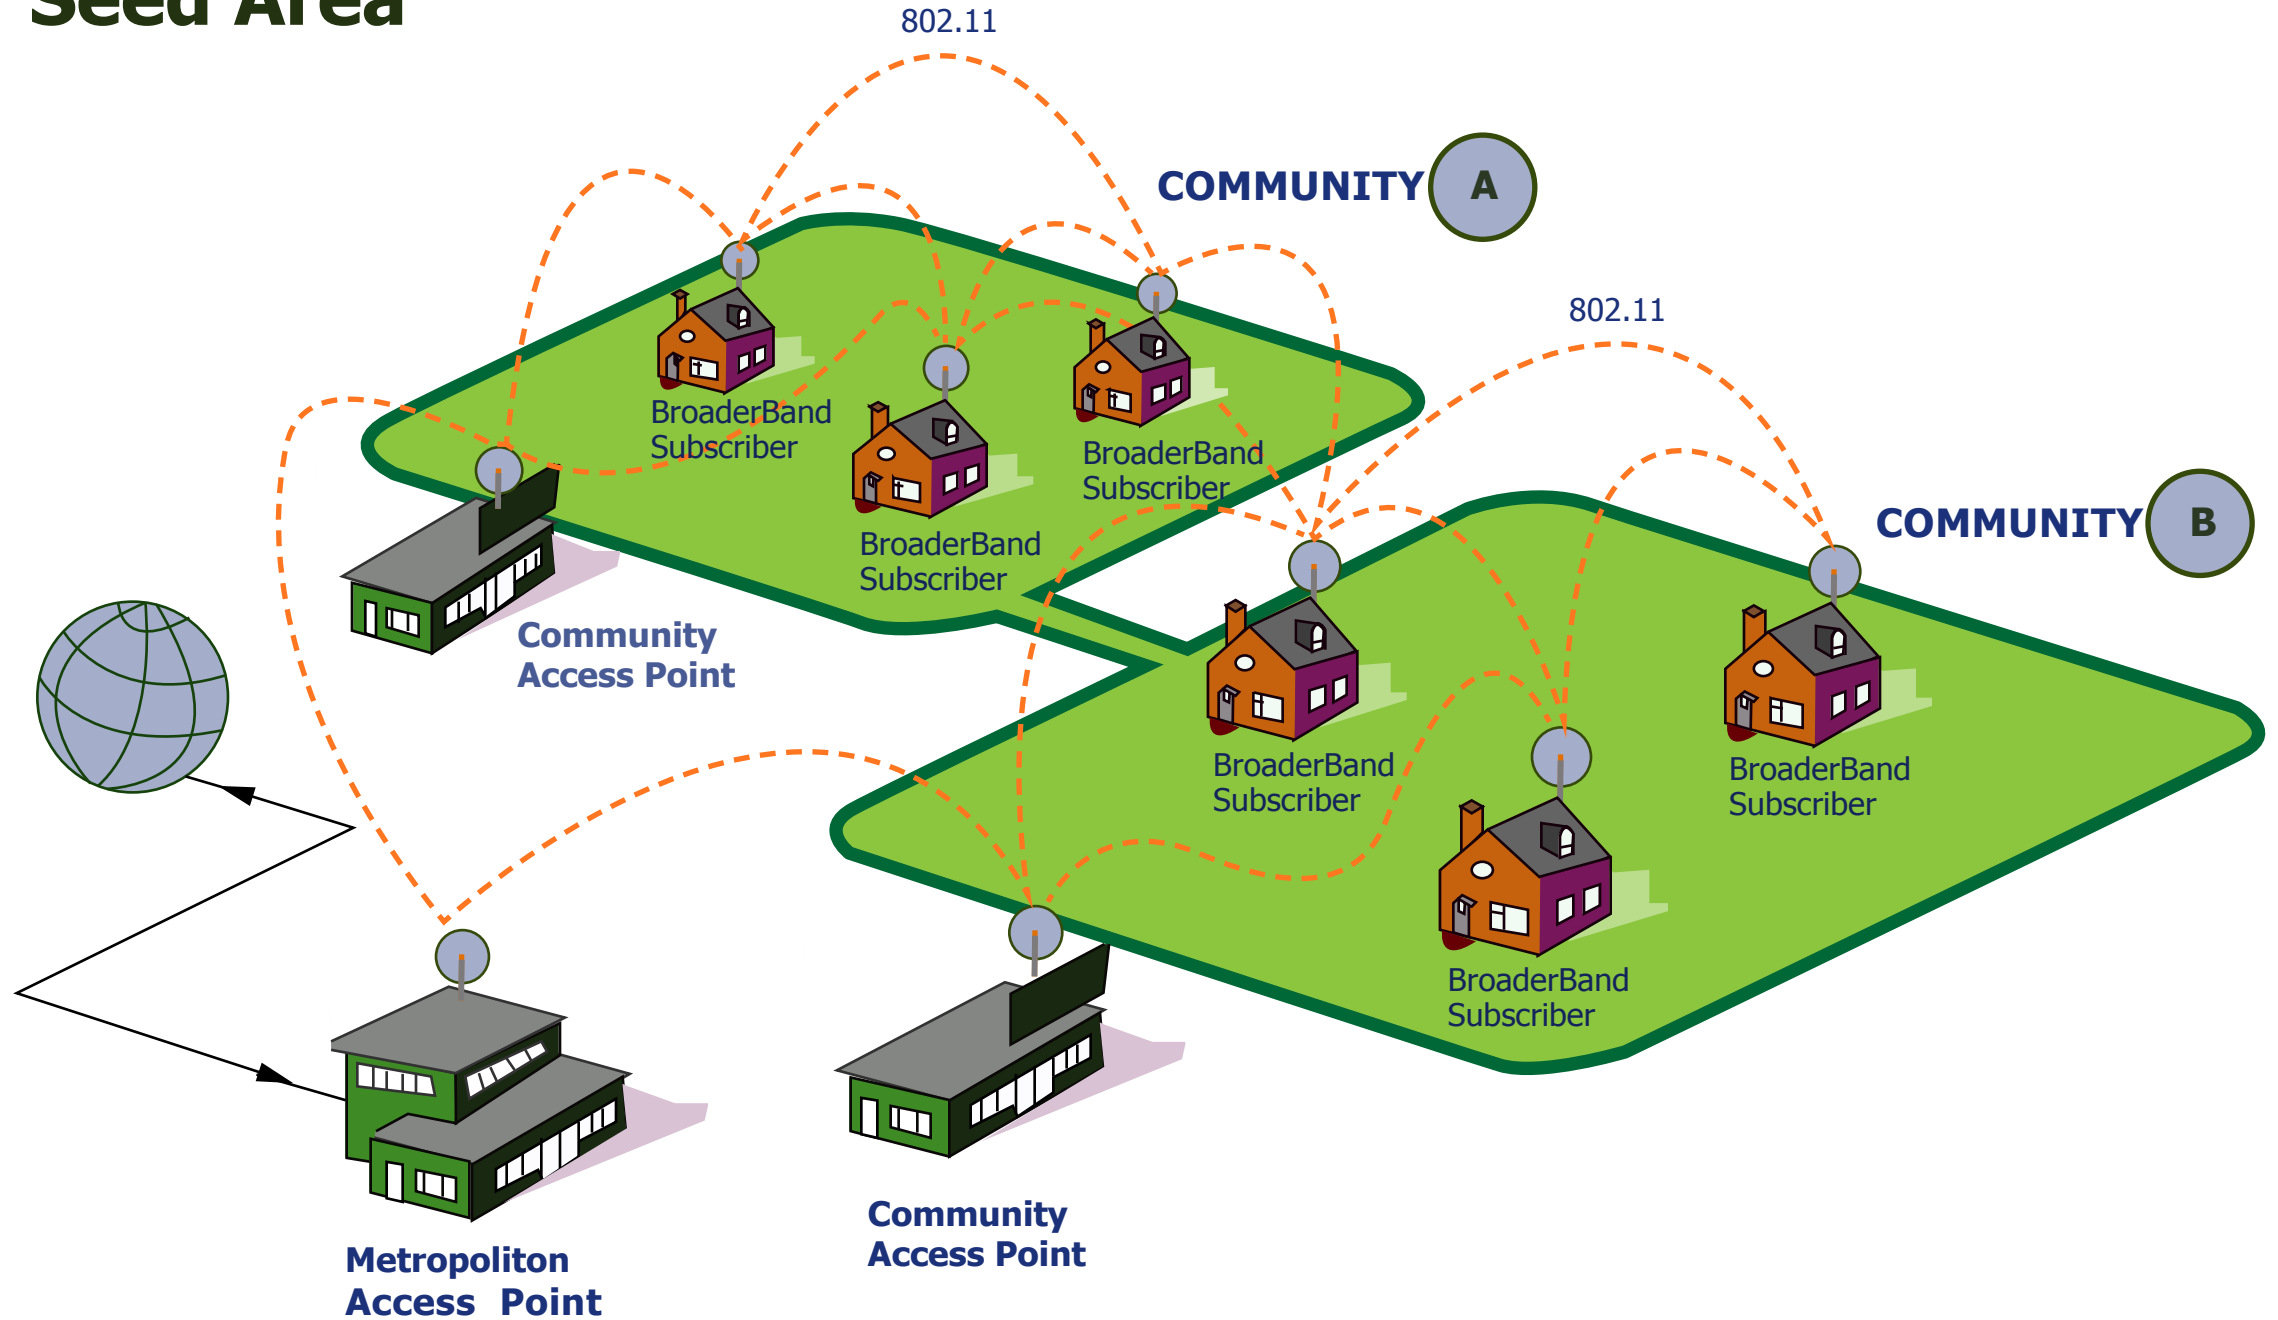 Seed Area
802.11
COMMUNITY A
802.11
BroaderBand
Subscriber
BroaderBand
Subscriber
BroaderBand
Subscriber
COMMUNITY B
Community
Access Point
BroaderBand
Subscriber
BroaderBand
Subscriber
BroaderBand
Subscriber
Community
Access Point
Metropoliton
Access Point